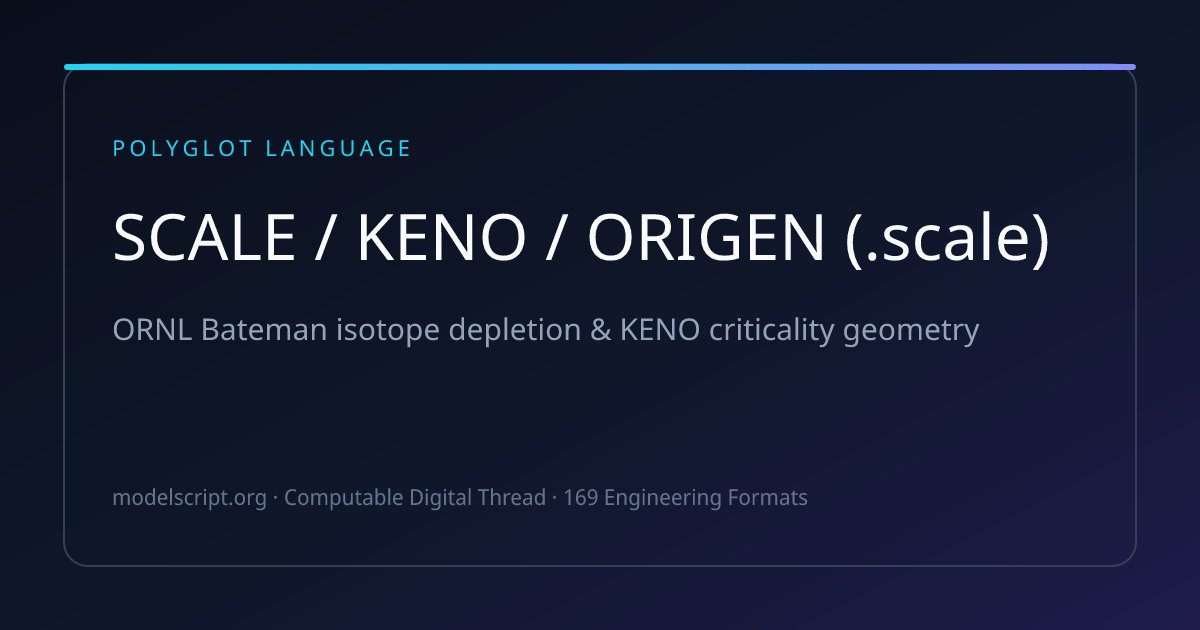 POLYGLOT LANGUAGE
SCALE / KENO / ORIGEN (.scale)
ORNL Bateman isotope depletion & KENO criticality geometry
modelscript.org · Computable Digital Thread · 169 Engineering Formats